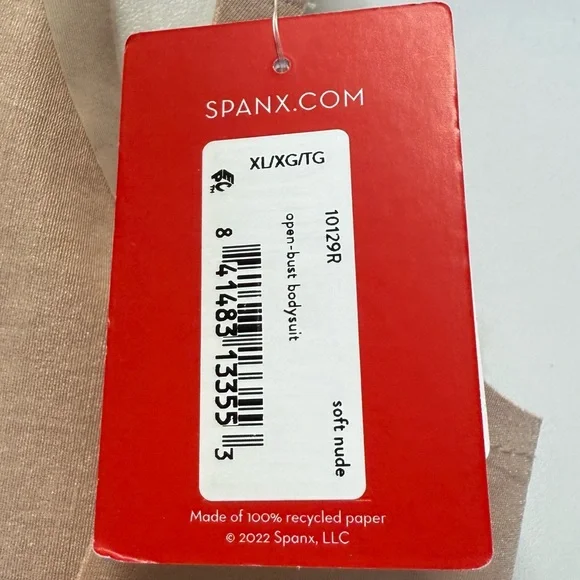 SPANX.COM
XL/XG/TG
10129R
open-bust bodysuit
soft nude
8 41483 13355 3
Made of 100% recycled paper
© 2022 Spanx, LLC